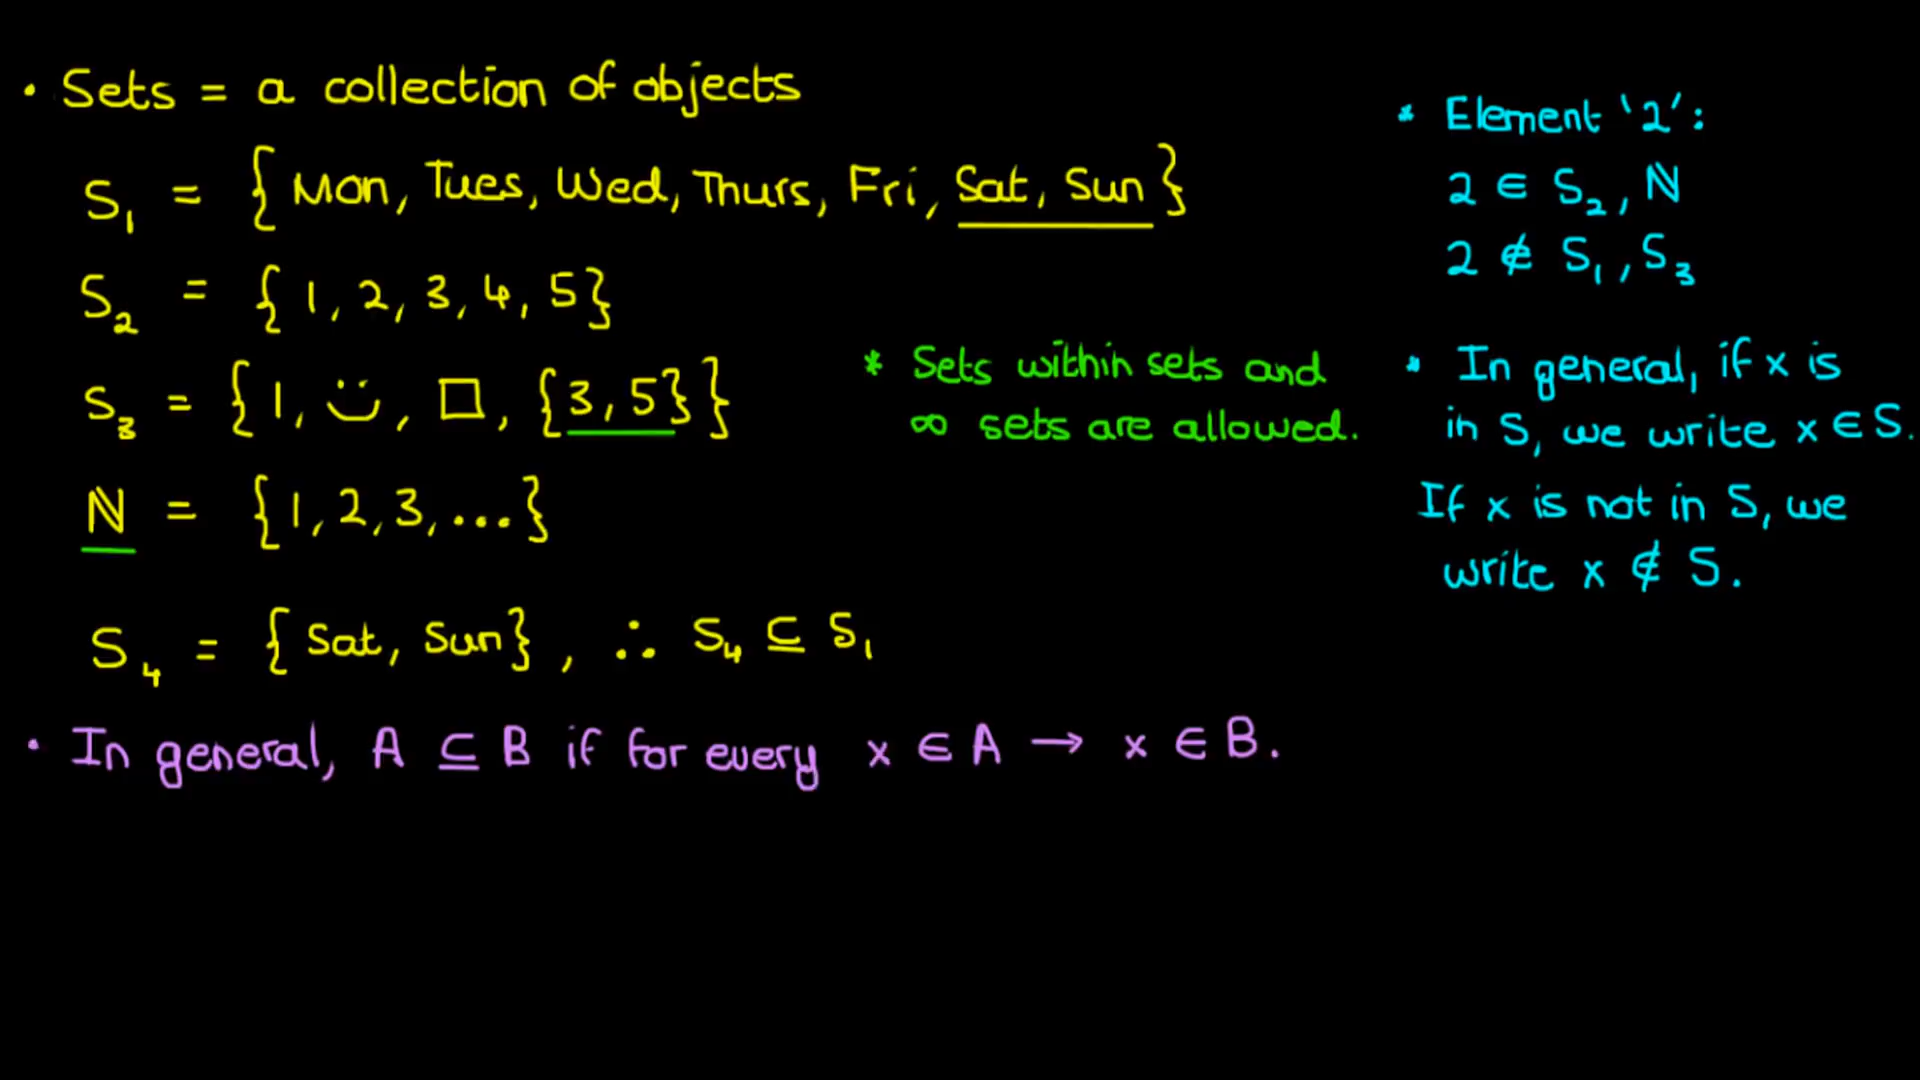 • Sets = a collection of objects
S₁ = { Mon, Tues, Wed, Thurs, Fri, Sat, Sun }
S₂ = { 1, 2, 3, 4, 5}
S₃ = {1, ☺, □, {3, 5}}
ℕ = {1, 2, 3, ...}
S₄ = { Sat, Sun} , ∴ S₄ ⊆ S₁
• In general, A ⊆ B if for every x ∈ A → x ∈ B.
* Sets within sets and
∞ sets are allowed.
* Element '2':
2 ∈ S₂, ℕ
2 ∉ S₁, S₃
• In general, if x is
in S, we write x ∈ S.
If x is not in S, we
write x ∉ S.